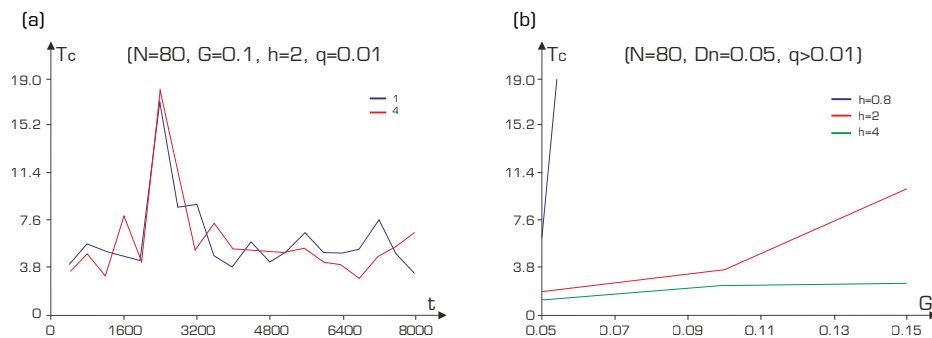 (a)
Tc (N=80, G=0.1, h=2, q=0.01
19.0
15.2
11.4
7.6
3.8
0
1
4
t
0 1600 3200 4800 6400 8000
(b)
Tc (N=80, Dn=0.05, q>0.01)
19.0
15.2
11.4
7.6
3.8
0
h=0.8
h=2
h=4
G
0.05 0.07 0.09 0.11 0.13 0.15